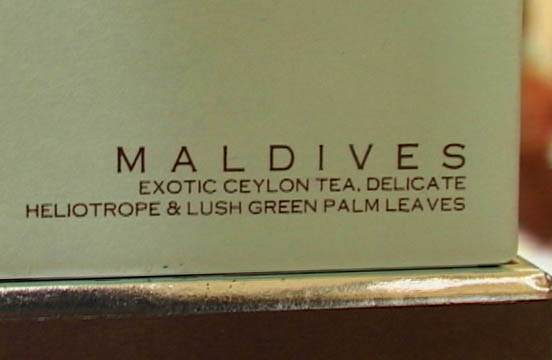 MALDIVES
EXOTIC CEYLON TEA, DELICATE
HELIOTROPE & LUSH GREEN PALM LEAVES